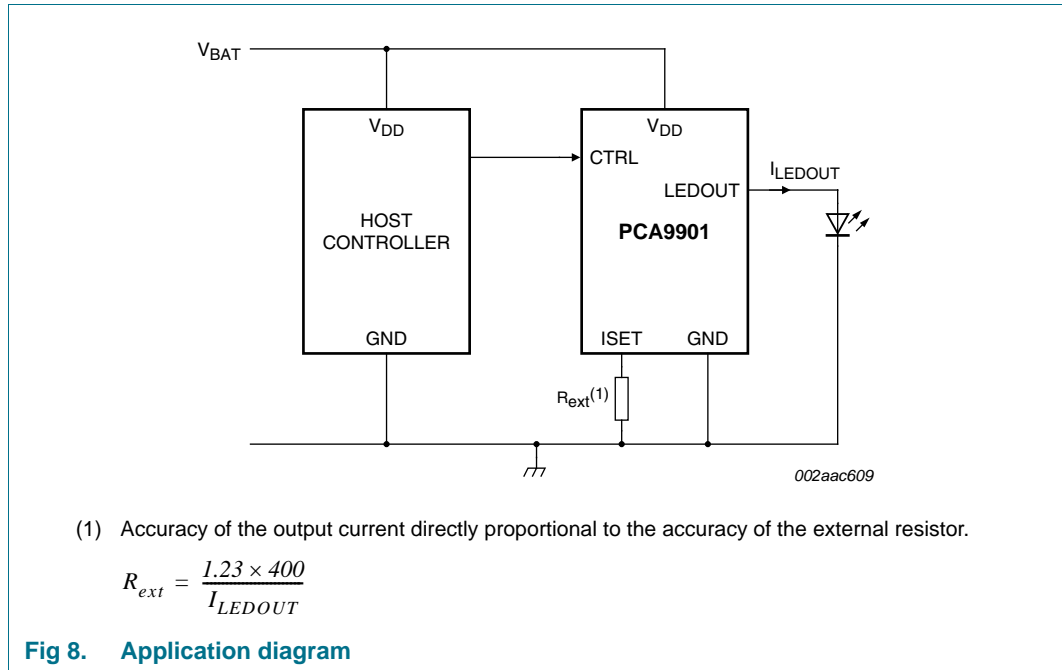 VBAT
VDD
VDD
CTRL
ILEDOUT
LEDOUT
HOST
CONTROLLER
PCA9901
GND
ISET
GND
Rext(1)
002aac609
(1) Accuracy of the output current directly proportional to the accuracy of the external resistor.
Rext = 1.23 × 400 / ILEDOUT
Fig 8. Application diagram